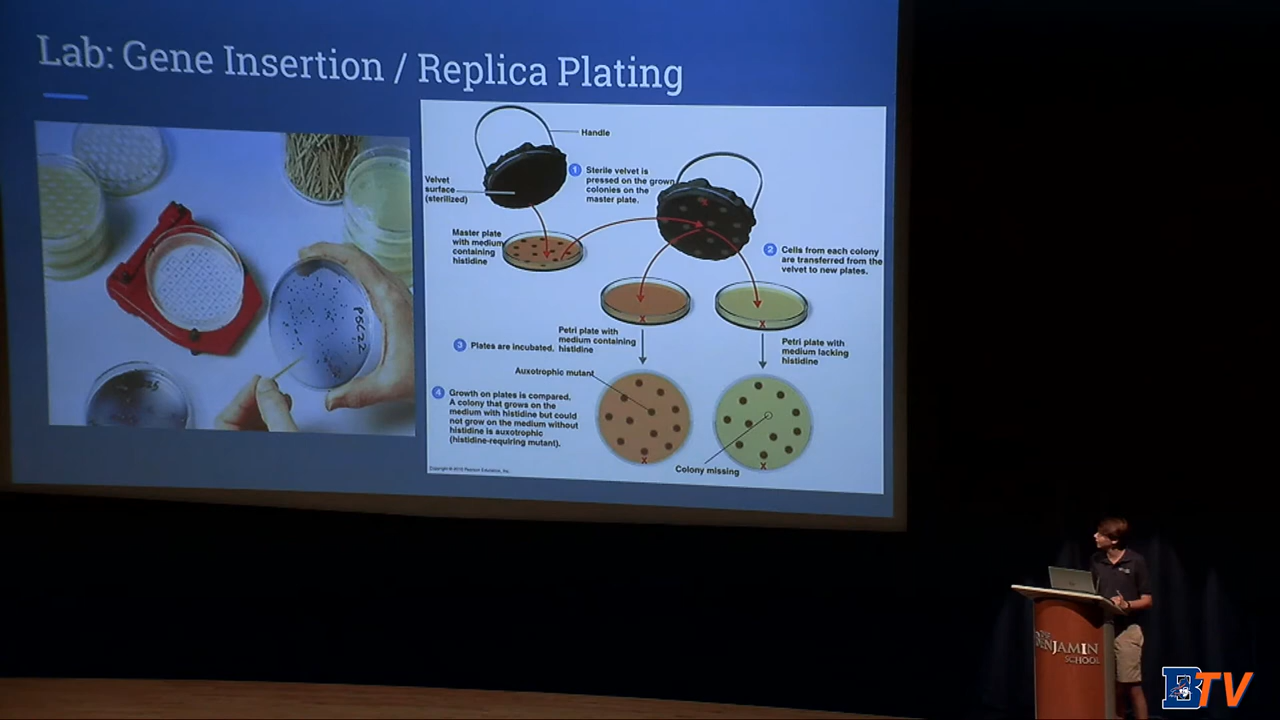 Lab: Gene Insertion / Replica Plating
Handle
Velvet
surface
(sterilized)
1 Sterile velvet is
pressed on the grown
colonies on the
master plate.
Master plate
with medium
containing
histidine
2 Cells from each colony
are transferred from the
velvet to new plates.
x
x
Petri plate with
medium containing
histidine
Petri plate with
medium lacking
histidine
3 Plates are incubated.
Auxotrophic mutant
4 Growth on plates is compared.
A colony that grows on the
medium with histidine but could
not grow on the medium without
histidine is auxotrophic
(histidine-requiring mutant).
x
x
Colony missing
THE
BENJAMIN
SCHOOL
B TV